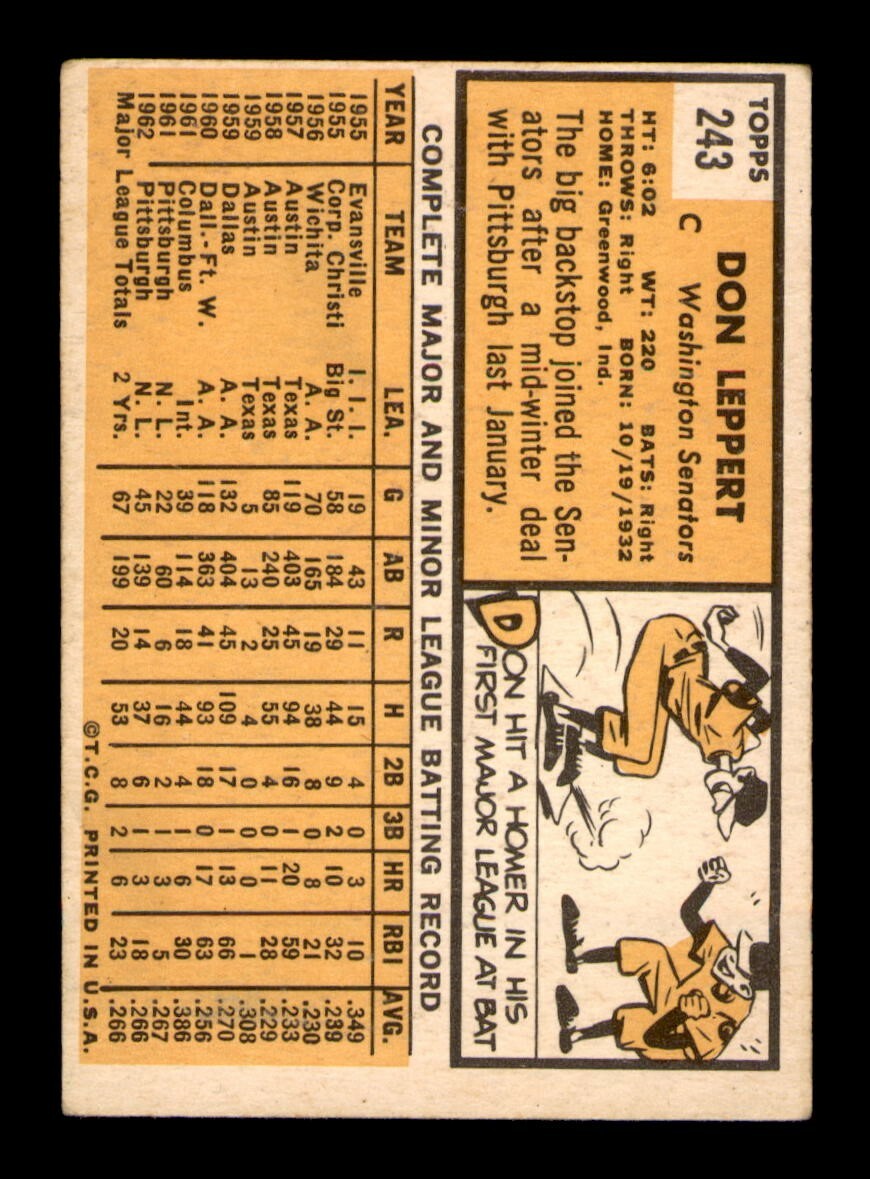 TOPPS
243
DON LEPPERT
C Washington Senators
HT: 6:02 WT: 220 BATS: Right
THROWS: Right BORN: 10/19/1932
HOME: Greenwood, Ind.
The big backstop joined the Sen-
ators after a mid-winter deal
with Pittsburgh last January.
DON HIT A HOMER IN HIS
FIRST MAJOR LEAGUE AT BAT
COMPLETE MAJOR AND MINOR LEAGUE BATTING RECORD
YEAR TEAM LEA. G AB R H 2B 3B HR RBI AVG.
1955 Evansville I. I. I. 19 43 11 15 4 0 3 10 .349
1955 Corp. Christi Big St. 58 184 29 44 9 2 10 32 .239
1956 Wichita A. A. 70 165 19 38 8 0 8 21 .230
1957 Austin Texas 119 403 45 94 16 1 20 59 .233
1958 Austin Texas 85 240 25 55 4 0 11 28 .229
1959 Austin Texas 5 13 2 4 0 0 0 1 .308
1959 Dallas A. A. 132 404 45 109 17 1 13 66 .270
1960 Dall.-Ft. W. A. A. 118 363 41 93 18 0 17 63 .256
1961 Columbus Int. 39 114 18 44 4 1 6 30 .386
1961 Pittsburgh N. L. 22 60 6 16 2 1 3 5 .267
1962 Pittsburgh N. L. 45 139 14 37 6 1 3 18 .266
Major League Totals 2 Yrs. 67 199 20 53 8 2 6 23 .266
©T.C.G. PRINTED IN U.S.A.